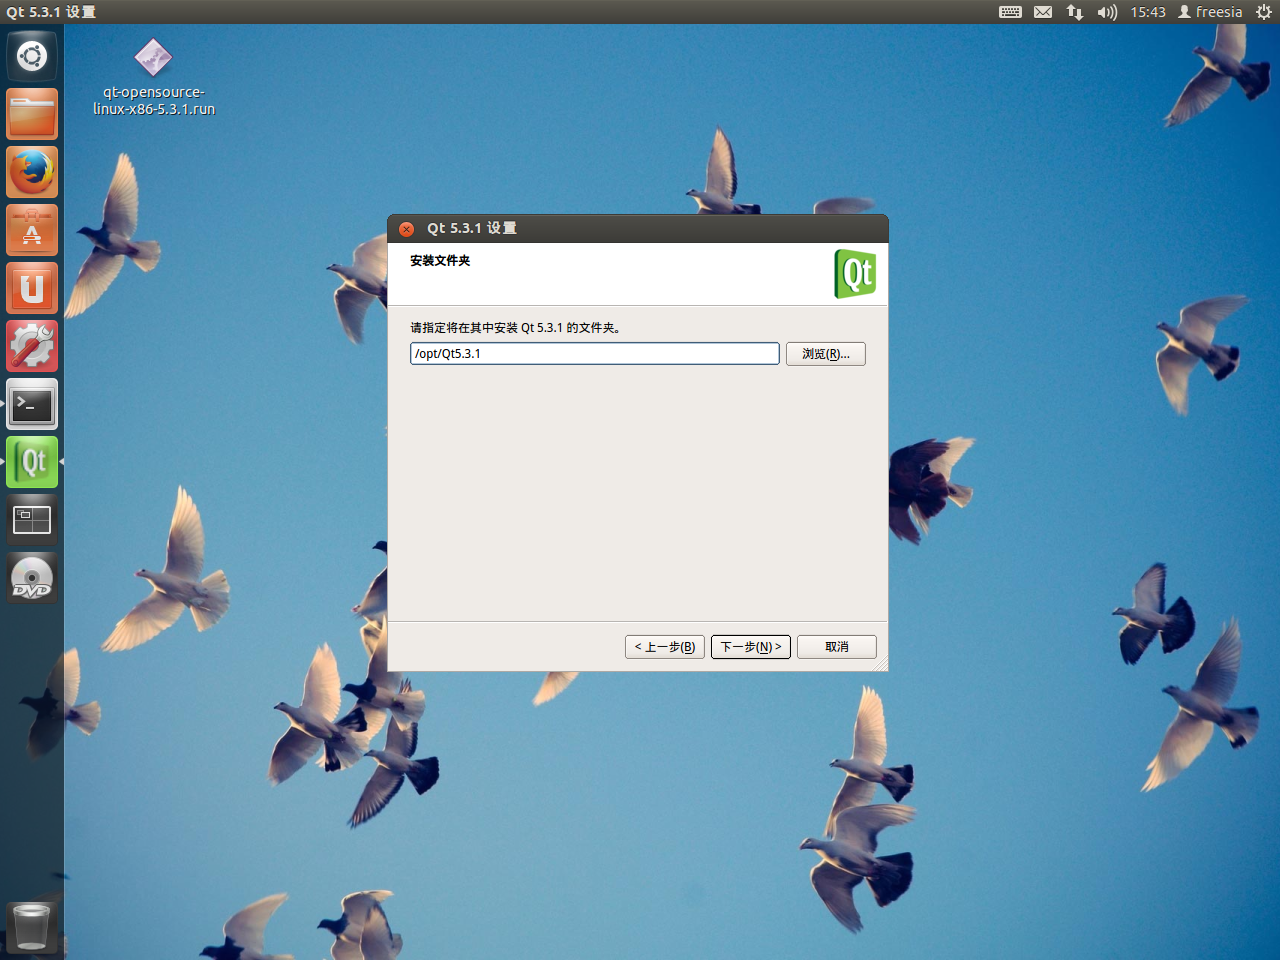 Qt 5.3.1 设置
15:43 freesia
qt-opensource-
linux-x86-5.3.1.run
Qt 5.3.1 设置
安装文件夹
Qt
请指定将在其中安装 Qt 5.3.1 的文件夹。
/opt/Qt5.3.1
浏览(R)...
Qt
DVD
< 上一步(B)
下一步(N) >
取消